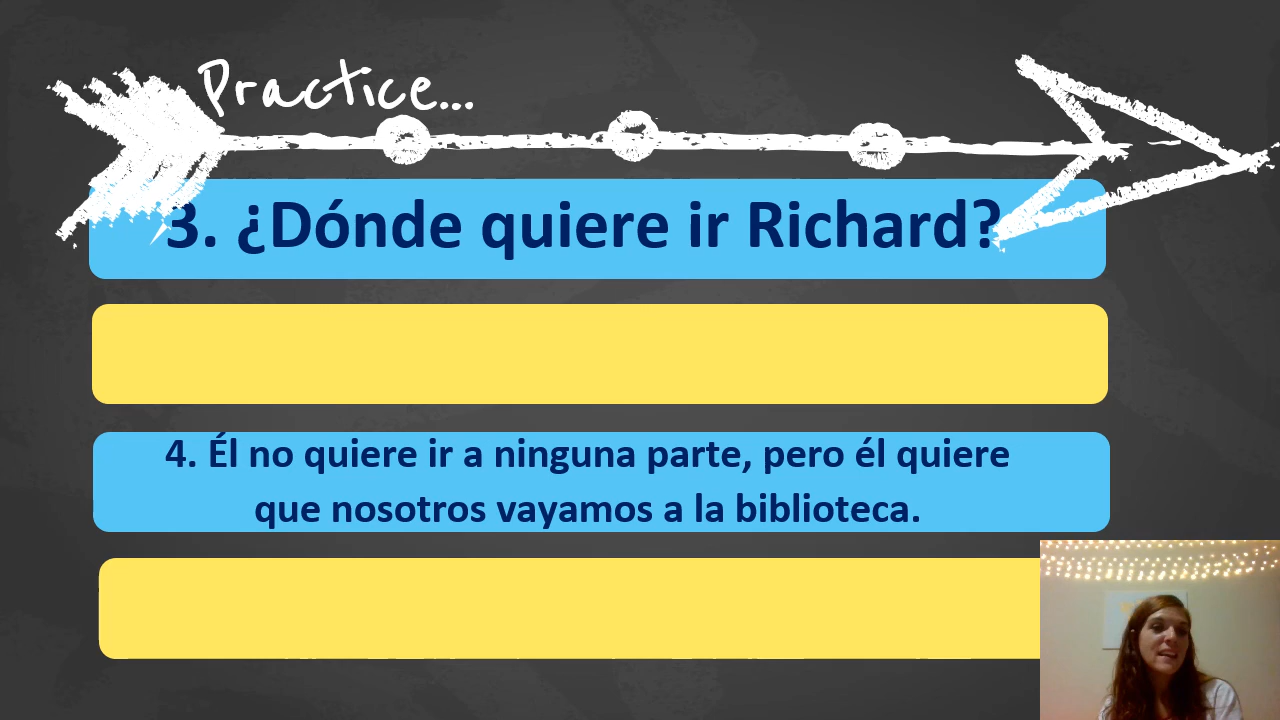 Practice...
3. ¿Dónde quiere ir Richard?
4. Él no quiere ir a ninguna parte, pero él quiere
que nosotros vayamos a la biblioteca.